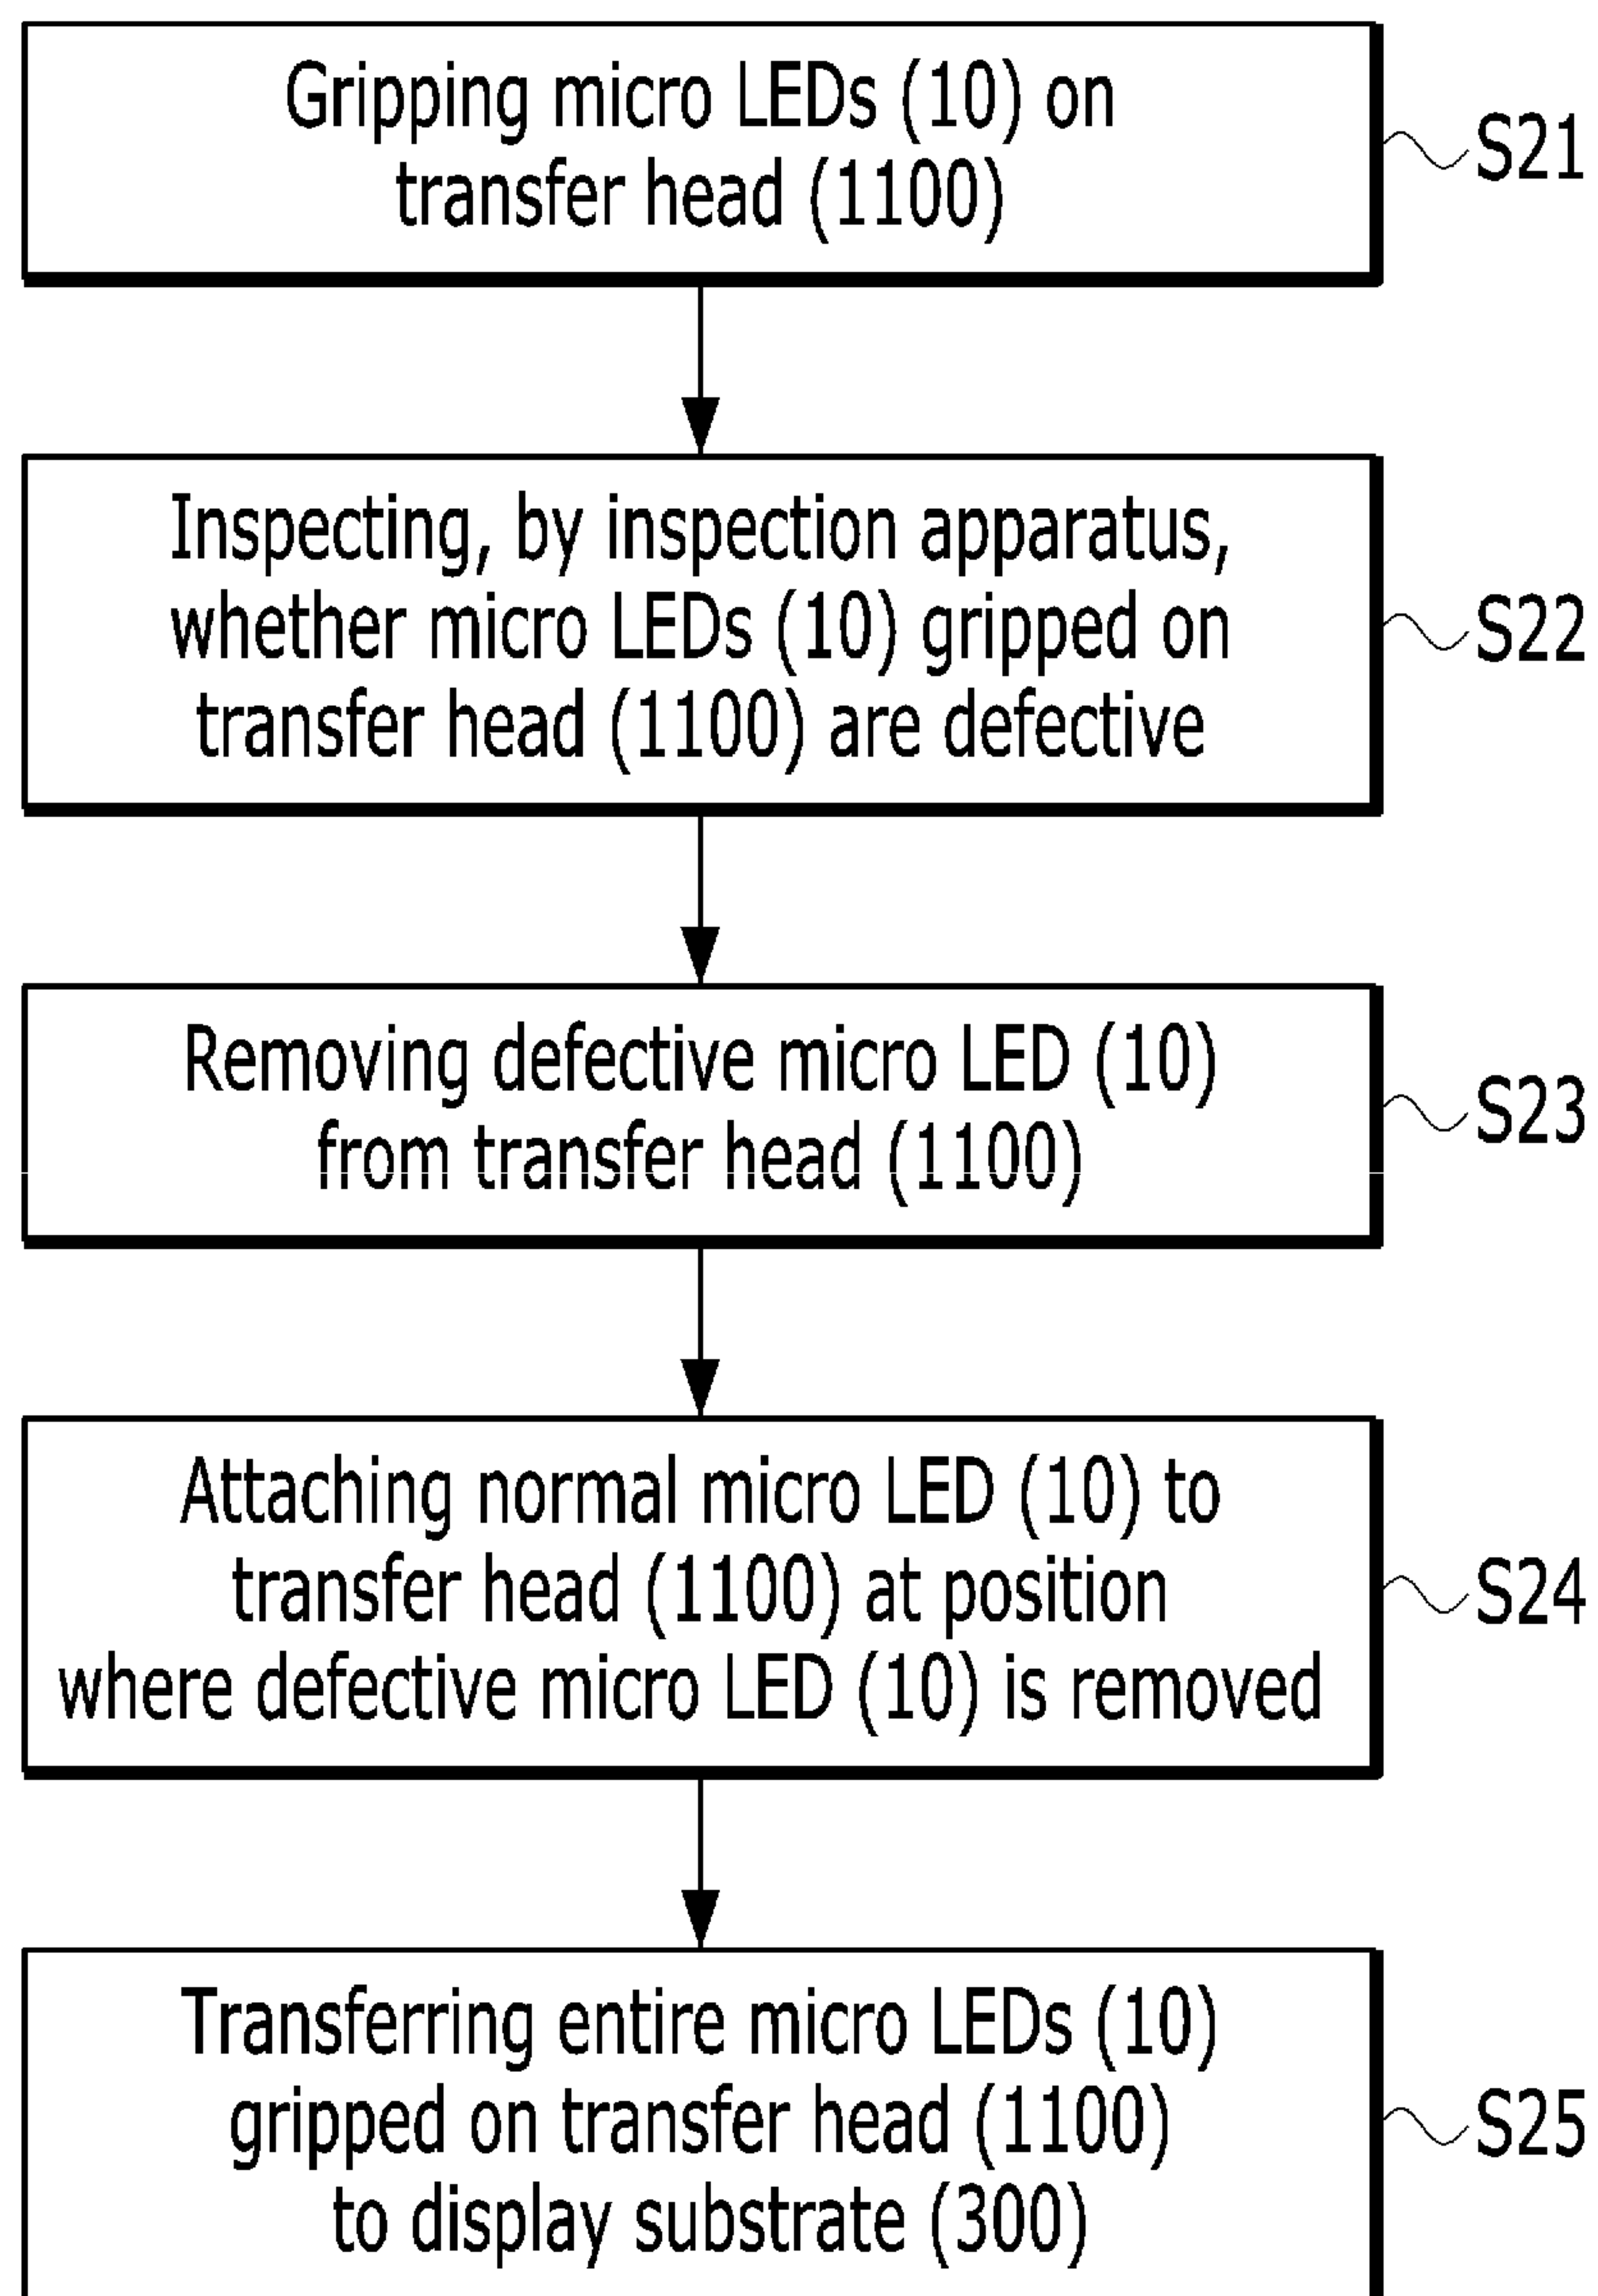 Gripping micro LEDs (10) on
transfer head (1100)
S21
Inspecting, by inspection apparatus,
whether micro LEDs (10) gripped on
transfer head (1100) are defective
S22
Removing defective micro LED (10)
from transfer head (1100)
S23
Attaching normal micro LED (10) to
transfer head (1100) at position
where defective micro LED (10) is removed
S24
Transferring entire micro LEDs (10)
gripped on transfer head (1100)
to display substrate (300)
S25